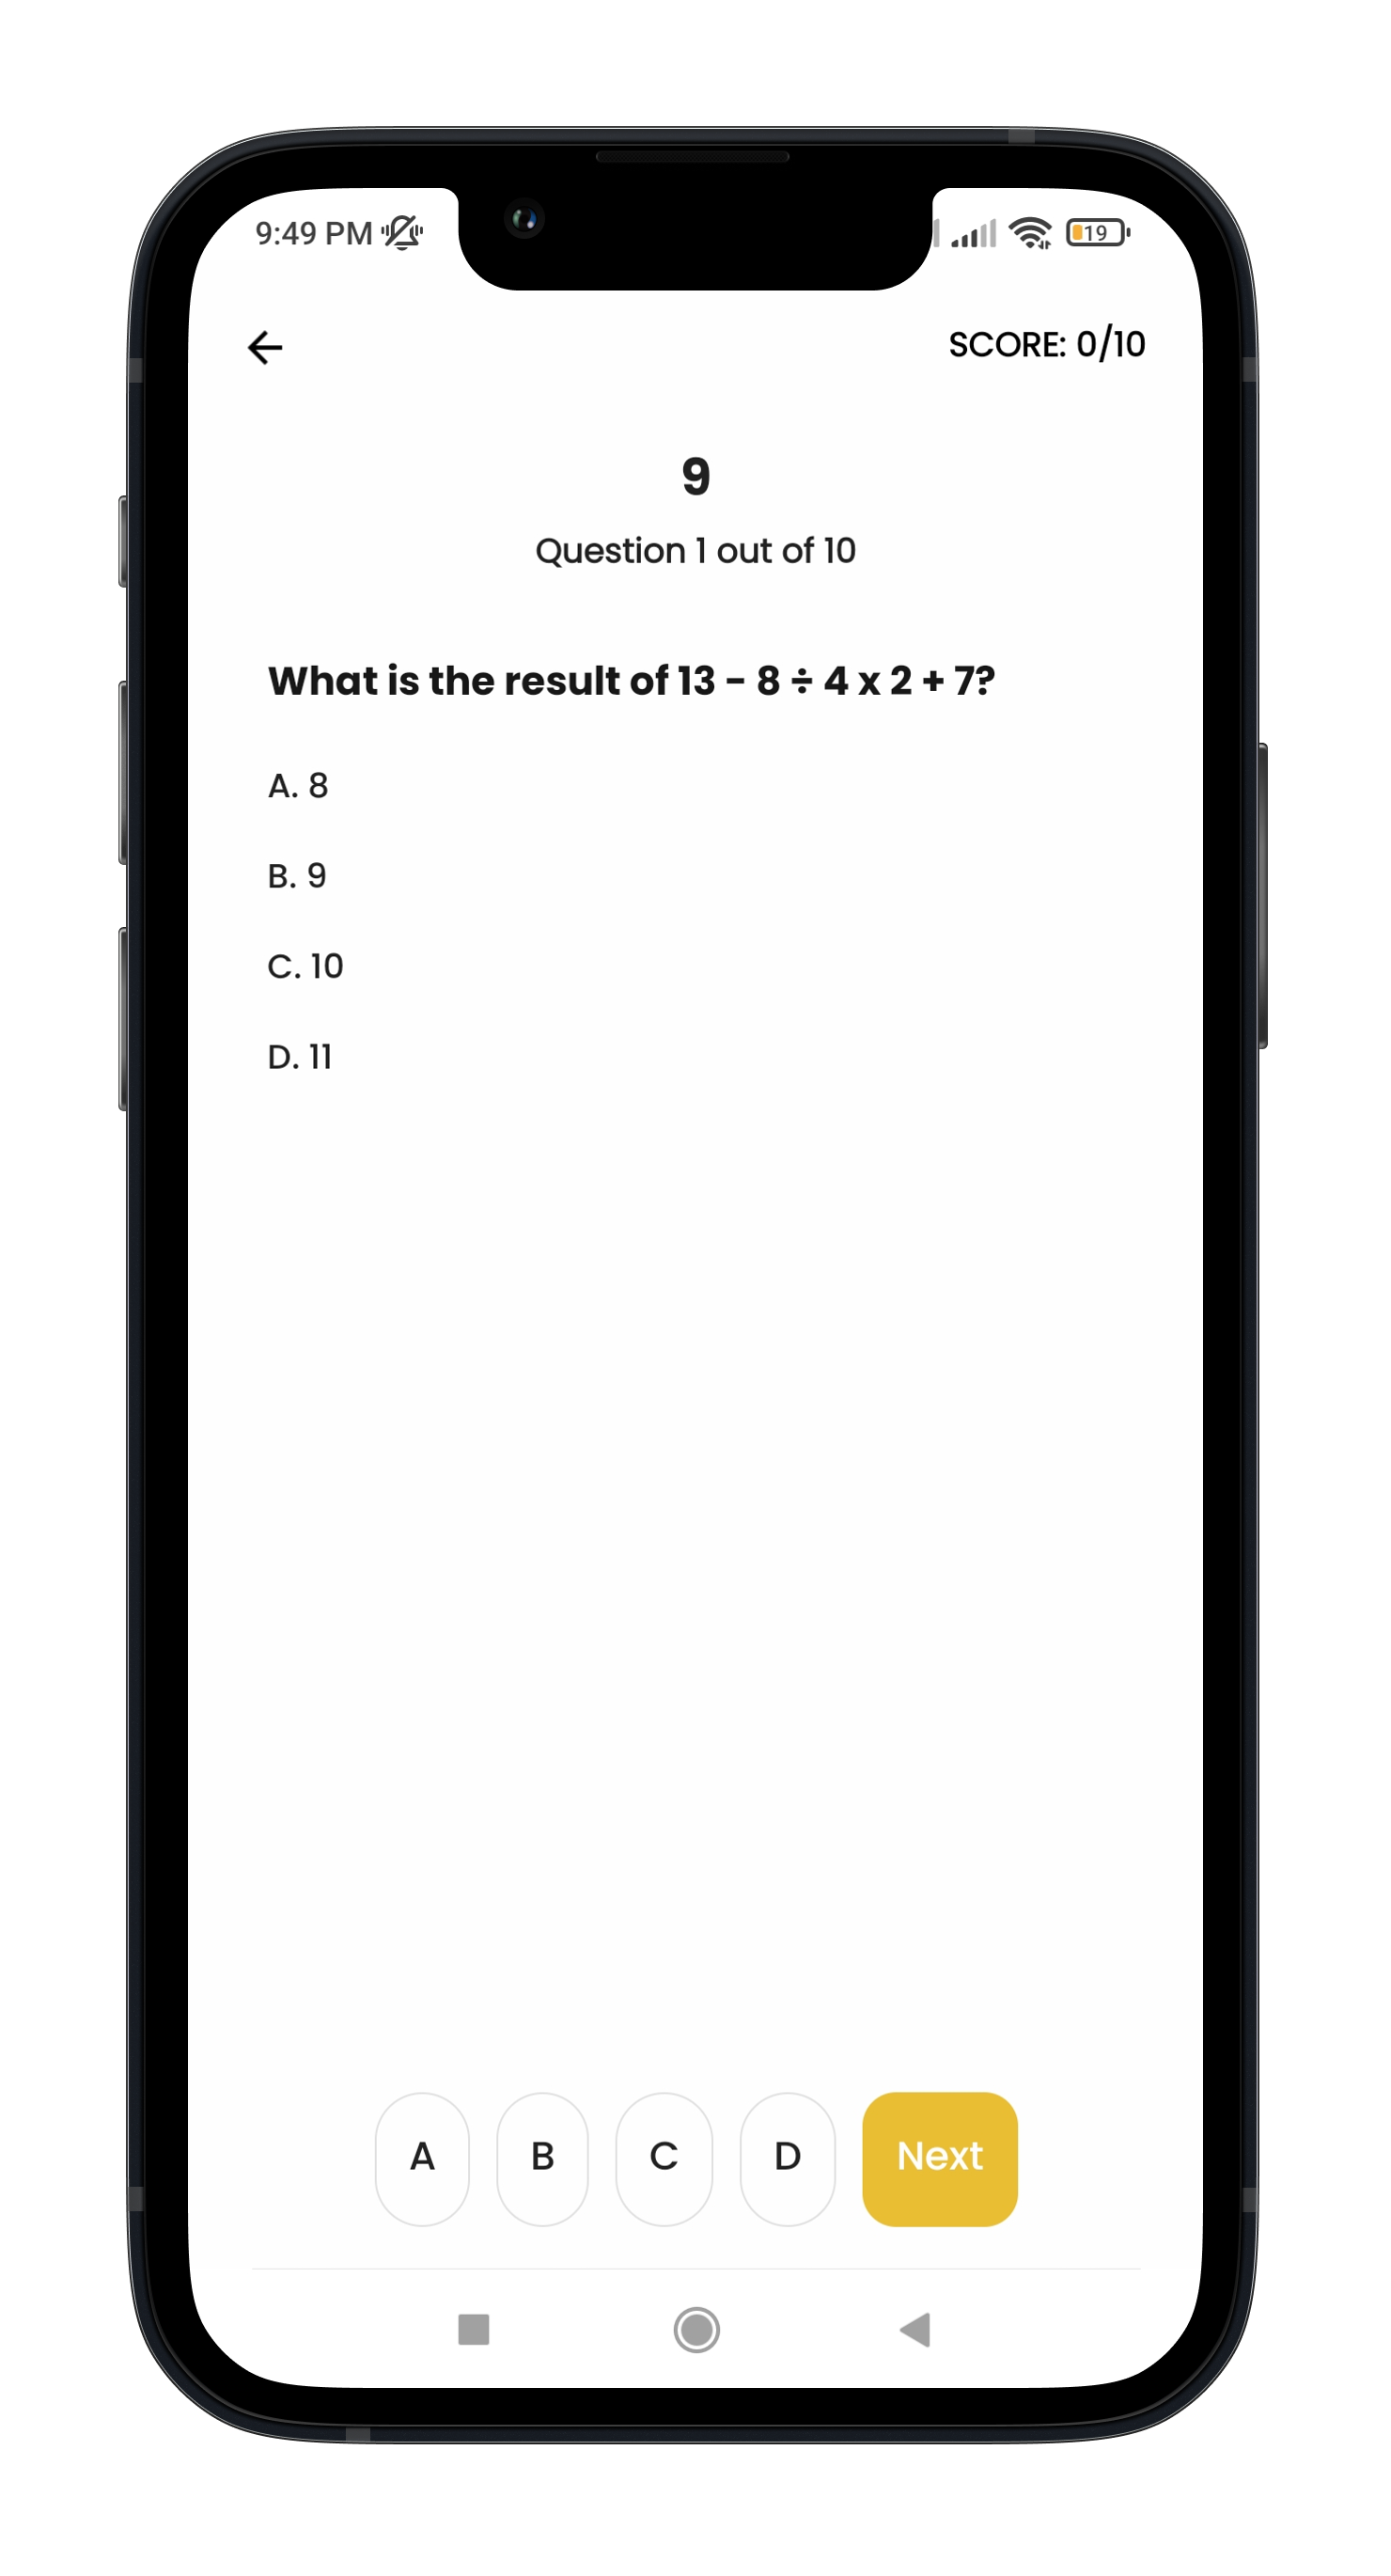 9:49 PM
19
SCORE: 0/10
9
Question 1 out of 10
What is the result of 13 - 8 ÷ 4 x 2 + 7?
A. 8
B. 9
C. 10
D. 11
A B C D Next